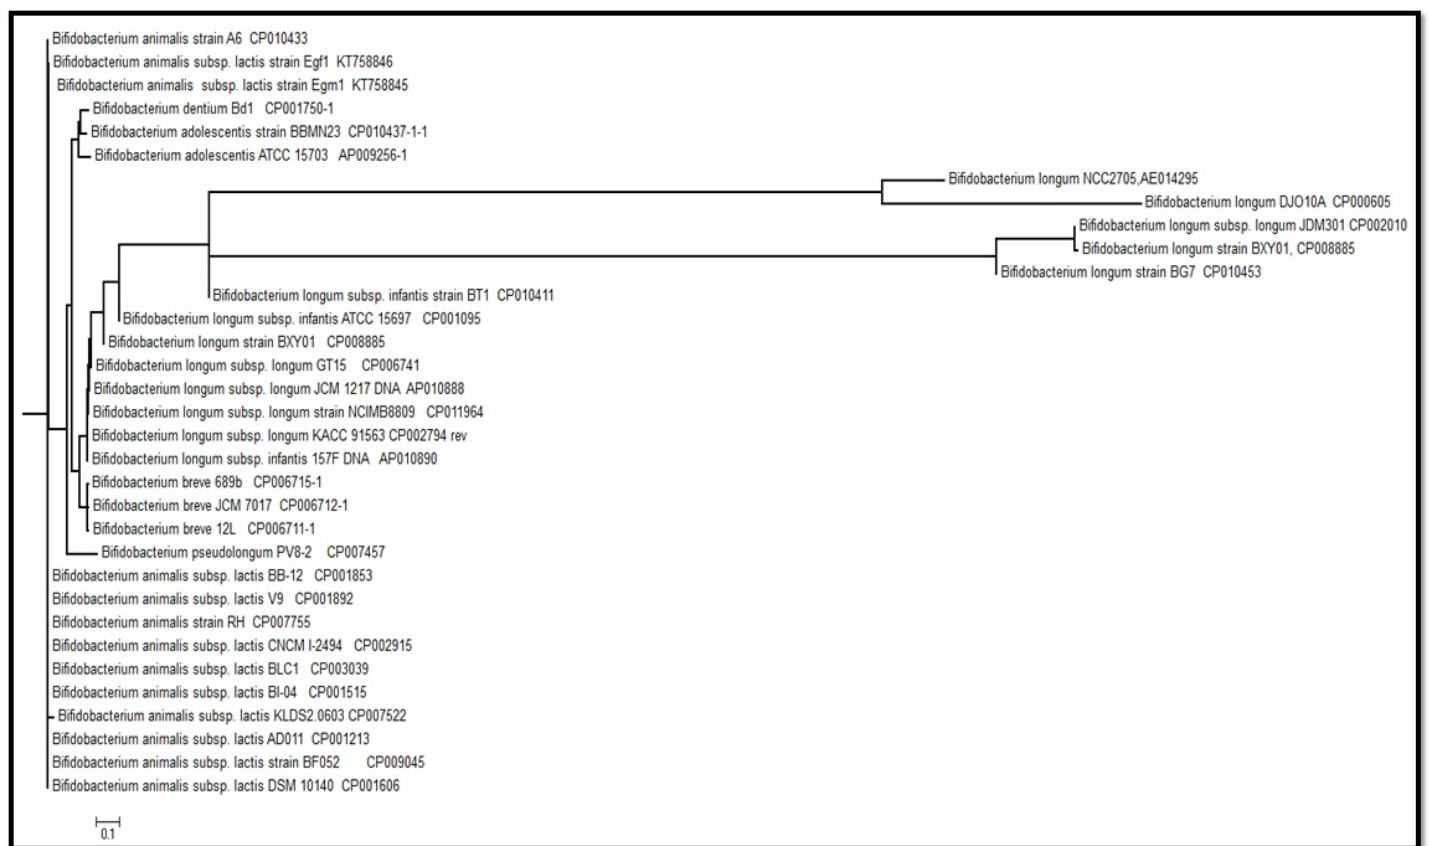 Bifidobacterium animalis strain A6 CP010433
Bifidobacterium animalis subsp. lactis strain Egf1 KT758846
Bifidobacterium animalis subsp. lactis strain Egm1 KT758845
Bifidobacterium dentium Bd1 CP001750-1
Bifidobacterium adolescentis strain BBMN23 CP010437-1-1
Bifidobacterium adolescentis ATCC 15703 AP009256-1
Bifidobacterium longum NCC2705,AE014295
Bifidobacterium longum DJO10A CP000605
Bifidobacterium longum subsp. longum JDM301 CP002010
Bifidobacterium longum strain BXY01, CP008885
Bifidobacterium longum strain BG7 CP010453
Bifidobacterium longum subsp. infantis strain BT1 CP010411
Bifidobacterium longum subsp. infantis ATCC 15697 CP001095
Bifidobacterium longum strain BXY01 CP008885
Bifidobacterium longum subsp. longum GT15 CP006741
Bifidobacterium longum subsp. longum JCM 1217 DNA AP010888
Bifidobacterium longum subsp. longum strain NCIMB8809 CP011964
Bifidobacterium longum subsp. longum KACC 91563 CP002794 rev
Bifidobacterium longum subsp. infantis 157F DNA AP010890
Bifidobacterium breve 689b CP006715-1
Bifidobacterium breve JCM 7017 CP006712-1
Bifidobacterium breve 12L CP006711-1
Bifidobacterium pseudolongum PV8-2 CP007457
Bifidobacterium animalis subsp. lactis BB-12 CP001853
Bifidobacterium animalis subsp. lactis V9 CP001892
Bifidobacterium animalis strain RH CP007755
Bifidobacterium animalis subsp. lactis CNCM I-2494 CP002915
Bifidobacterium animalis subsp. lactis BLC1 CP003039
Bifidobacterium animalis subsp. lactis BI-04 CP001515
Bifidobacterium animalis subsp. lactis KLDS2.0603 CP007522
Bifidobacterium animalis subsp. lactis AD011 CP001213
Bifidobacterium animalis subsp. lactis strain BF052 CP009045
Bifidobacterium animalis subsp. lactis DSM 10140 CP001606
0.1